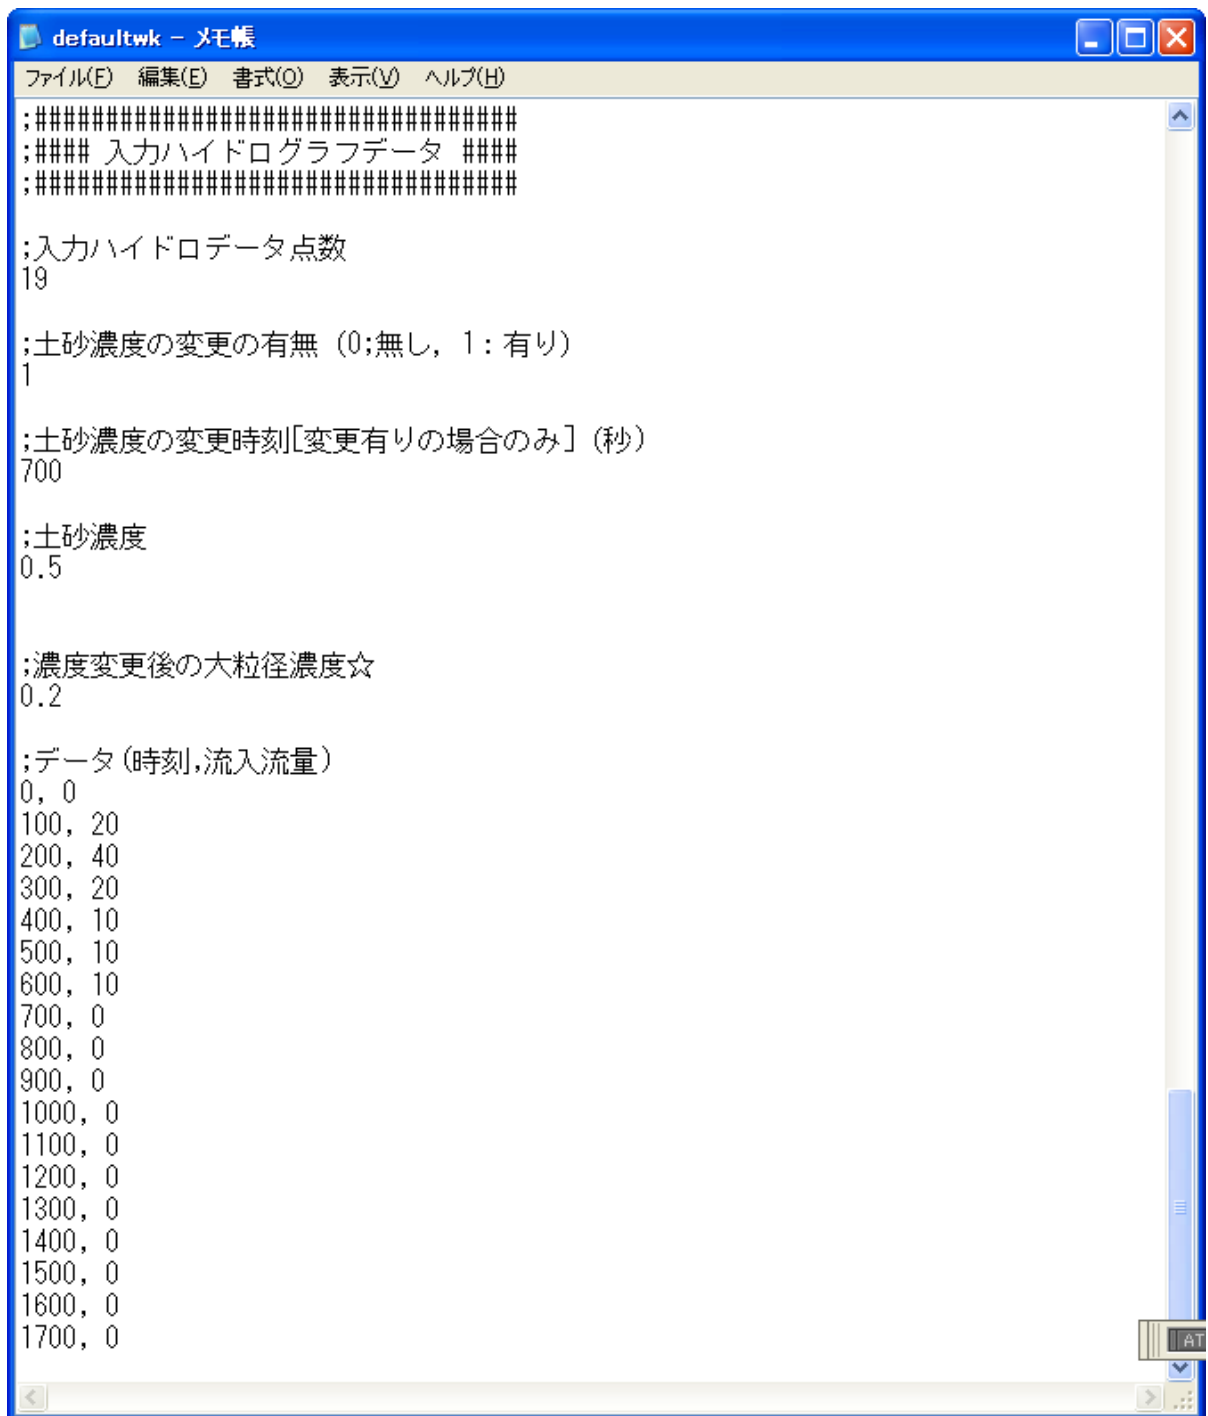 defaultwk - メモ帳
ファイル(F) 編集(E) 書式(O) 表示(V) ヘルプ(H)
;##################################
;#### 入力ハイドログラフデータ ####
;##################################
;入力ハイドロデータ点数
19
;土砂濃度の変更の有無 (0;無し, 1:有り)
1
;土砂濃度の変更時刻[変更有りの場合のみ] (秒)
700
;土砂濃度
0.5
;濃度変更後の大粒径濃度☆
0.2
;データ(時刻,流入流量)
0, 0
100, 20
200, 40
300, 20
400, 10
500, 10
600, 10
700, 0
800, 0
900, 0
1000, 0
1100, 0
1200, 0
1300, 0
1400, 0
1500, 0
1600, 0
1700, 0
AT